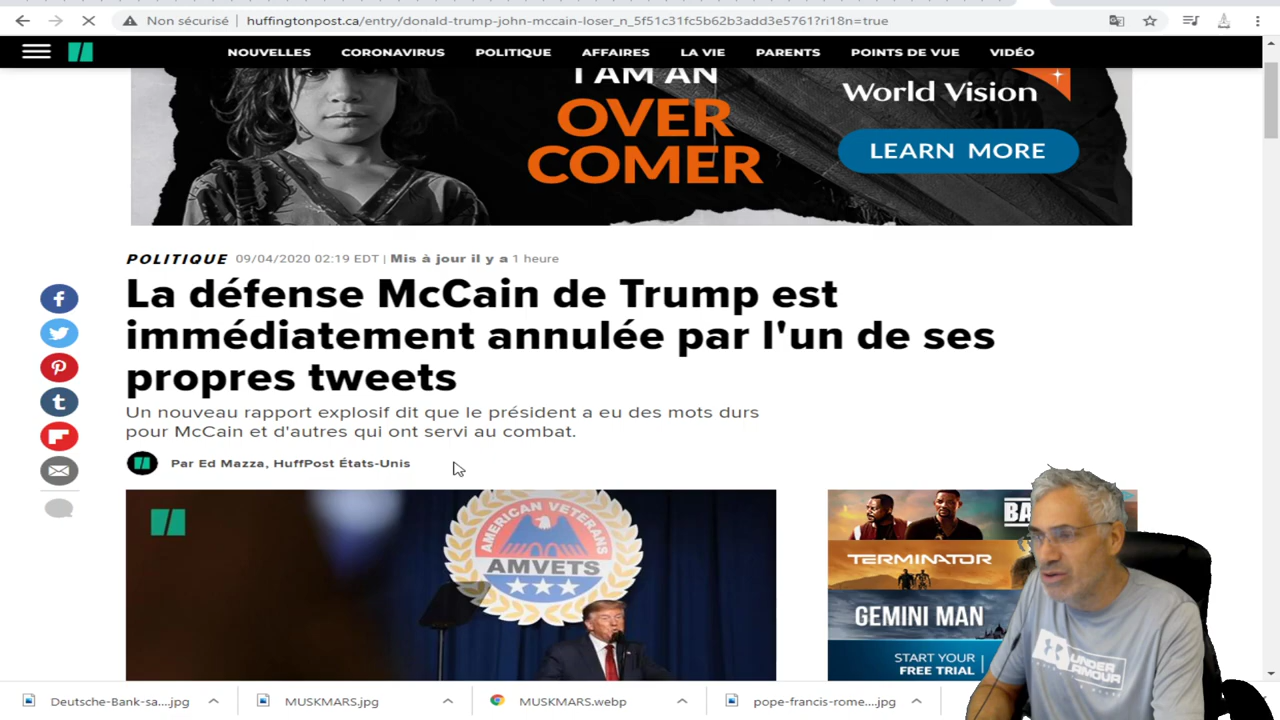 Non sécurisé | huffingtonpost.ca/entry/donald-trump-john-mccain-loser_n_5f51c31fc5b62b3add3e5761?ri18n=true
NOUVELLES CORONAVIRUS POLITIQUE AFFAIRES LA VIE PARENTS POINTS DE VUE VIDÉO
I AM AN
OVER
COMER
World Vision
LEARN MORE
POLITIQUE 09/04/2020 02:19 EDT | Mis à jour il y a 1 heure
La défense McCain de Trump est
immédiatement annulée par l'un de ses
propres tweets
Un nouveau rapport explosif dit que le président a eu des mots durs
pour McCain et d'autres qui ont servi au combat.
Par Ed Mazza, HuffPost États-Unis
AMERICAN VETERANS
AMVETS
BA
TERMINATOR
GEMINI MAN
START YOUR
FREE TRIAL
UNDER
ARMOUR
Deutsche-Bank-sa....jpg
MUSKMARS.jpg
MUSKMARS.webp
pope-francis-rome....jpg